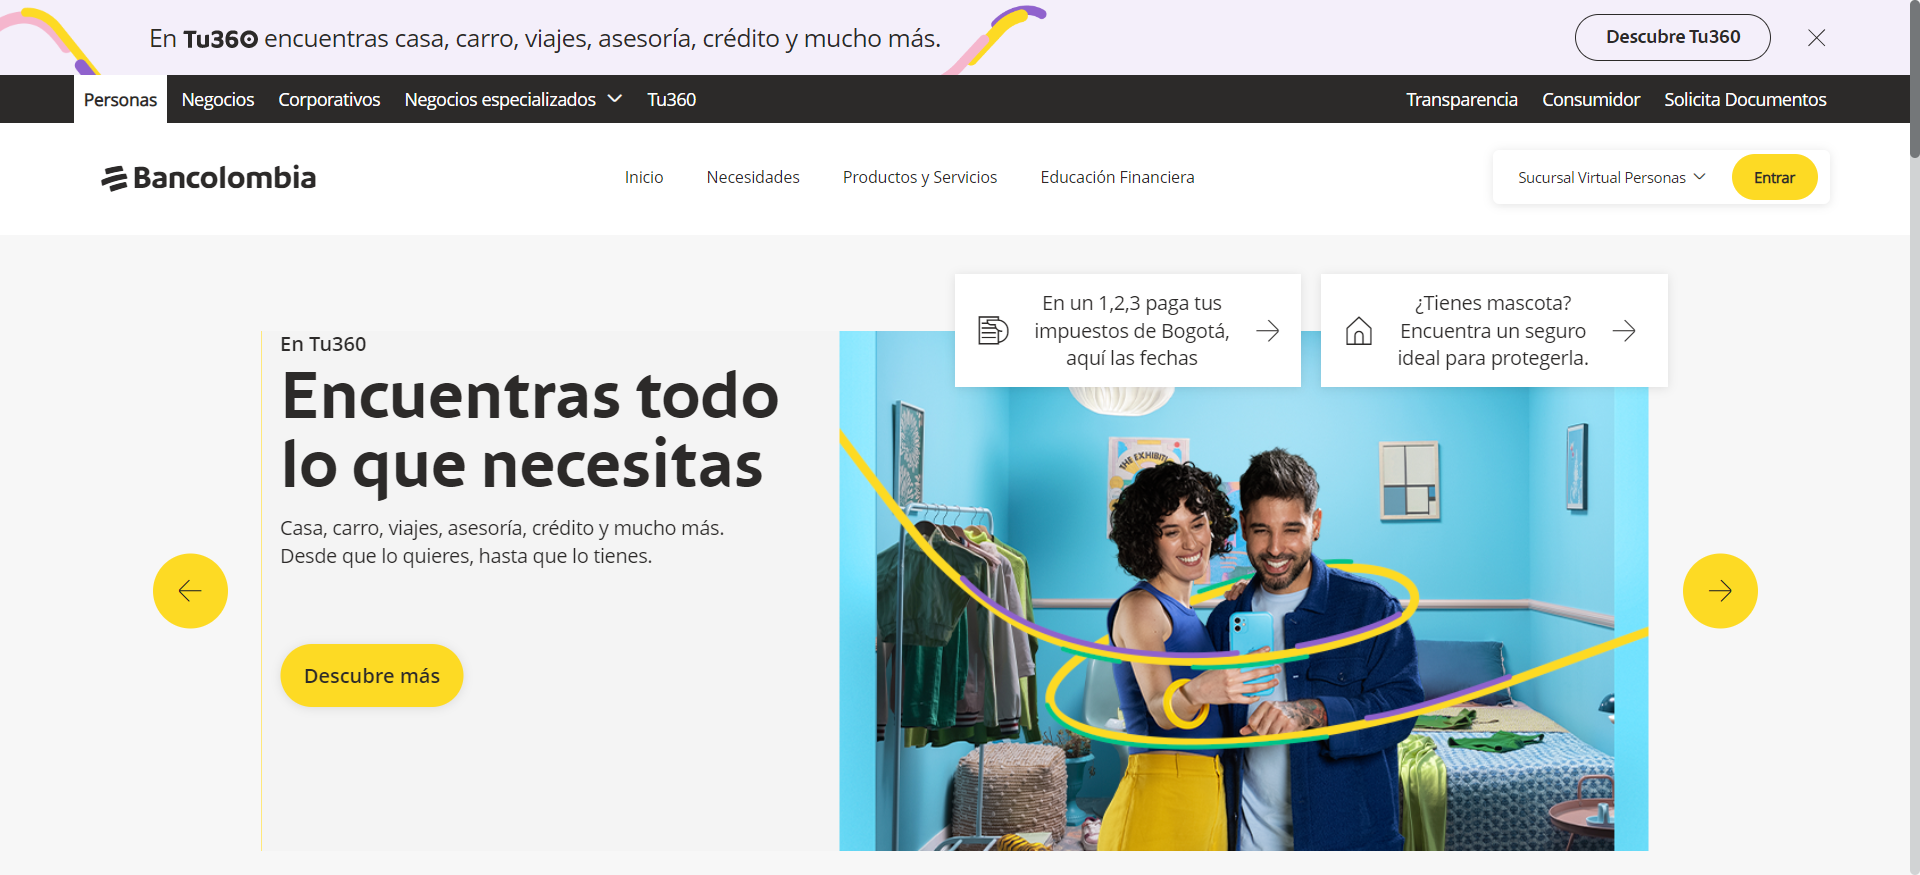 En Tu360 encuentras casa, carro, viajes, asesoría, crédito y mucho más.
Descubre Tu360
Personas Negocios Corporativos Negocios especializados Tu360 Transparencia Consumidor Solicita Documentos
Bancolombia
Inicio Necesidades Productos y Servicios Educación Financiera
Sucursal Virtual Personas
Entrar
En un 1,2,3 paga tus
impuestos de Bogotá,
aquí las fechas
¿Tienes mascota?
Encuentra un seguro
ideal para protegerla.
En Tu360
Encuentras todo
lo que necesitas
Casa, carro, viajes, asesoría, crédito y mucho más.
Desde que lo quieres, hasta que lo tienes.
Descubre más